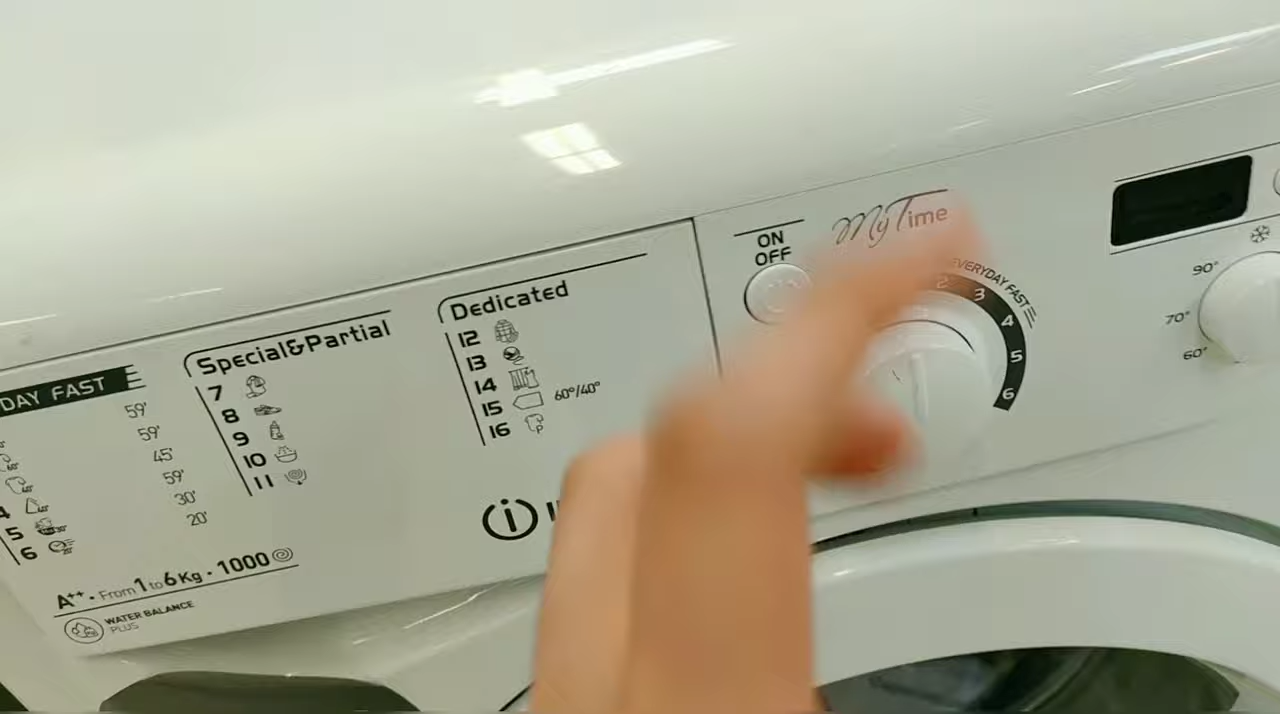 DAY FAST
59'
59'
45'
59'
30'
20'
4
5
6
A++ · From 1 to 6Kg · 1000
WATER BALANCE
PLUS
Special&Partial
7
8
9
10
11
Dedicated
12
13
14
15 60°/40°
16
ON
OFF
MyTime
EVERYDAY FAST
2
3
4
5
6
90°
70°
60°